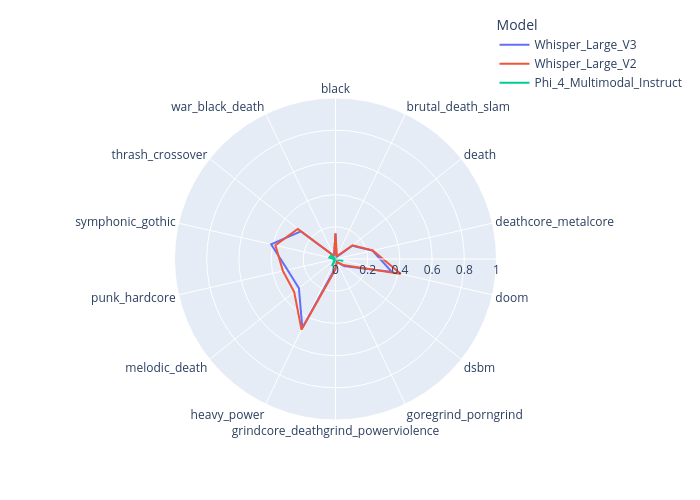 Model
Whisper_Large_V3
Whisper_Large_V2
Phi_4_Multimodal_Instruct
black
war_black_death
brutal_death_slam
thrash_crossover
death
symphonic_gothic
deathcore_metalcore
0 0.2 0.4 0.6 0.8 1
punk_hardcore
doom
melodic_death
dsbm
heavy_power
goregrind_porngrind
grindcore_deathgrind_powerviolence